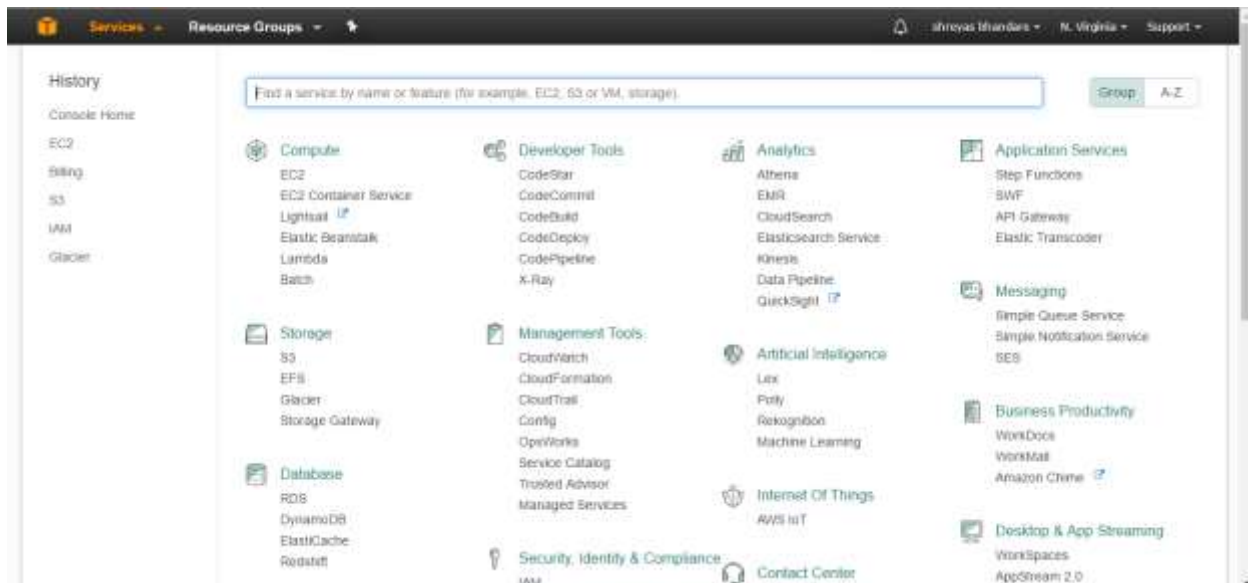 Services
Resource Groups
shreyas bhandare
N. Virginia
Support
History
Console Home
EC2
Billing
S3
IAM
Glacier
Find a service by name or feature (for example, EC2, S3 or VM, storage).
Group
A-Z
Compute
EC2
EC2 Container Service
Lightsail
Elastic Beanstalk
Lambda
Batch
Storage
S3
EFS
Glacier
Storage Gateway
Database
RDS
DynamoDB
ElastiCache
Redshift
Developer Tools
CodeStar
CodeCommit
CodeBuild
CodeDeploy
CodePipeline
X-Ray
Management Tools
CloudWatch
CloudFormation
CloudTrail
Config
OpsWorks
Service Catalog
Trusted Advisor
Managed Services
Security, Identity & Compliance
IAM
Analytics
Athena
EMR
CloudSearch
Elasticsearch Service
Kinesis
Data Pipeline
QuickSight
Artificial Intelligence
Lex
Polly
Rekognition
Machine Learning
Internet Of Things
AWS IoT
Contact Center
Application Services
Step Functions
SWF
API Gateway
Elastic Transcoder
Messaging
Simple Queue Service
Simple Notification Service
SES
Business Productivity
WorkDocs
WorkMail
Amazon Chime
Desktop & App Streaming
WorkSpaces
AppStream 2.0